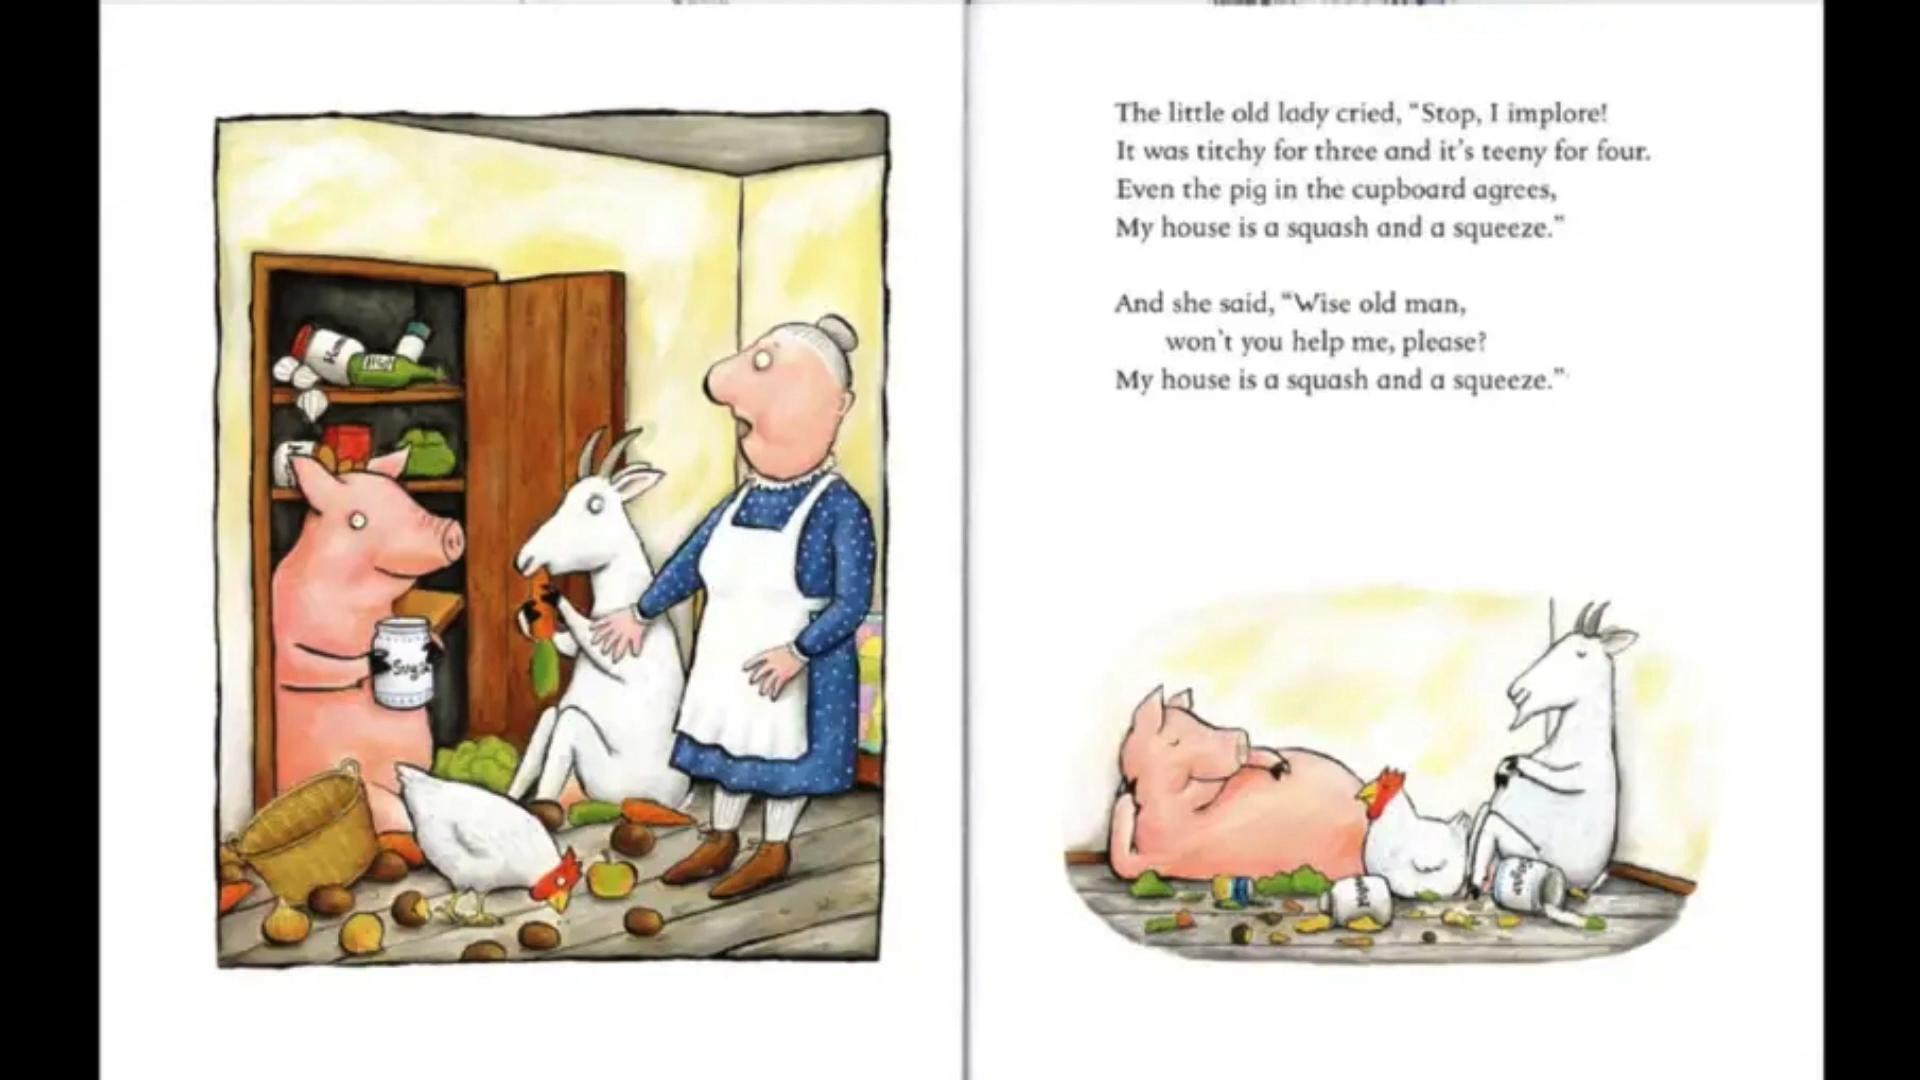 The little old lady cried, “Stop, I implore!
It was titchy for three and it’s teeny for four.
Even the pig in the cupboard agrees,
My house is a squash and a squeeze.”
And she said, “Wise old man,
won’t you help me, please?
My house is a squash and a squeeze.”
Sugar